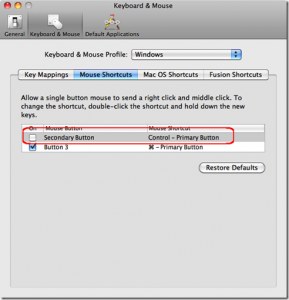 Keyboard & Mouse
General
Keyboard & Mouse
Default Applications
Keyboard & Mouse Profile: Windows
Key Mappings
Mouse Shortcuts
Mac OS Shortcuts
Fusion Shortcuts
Allow a single button mouse to send a right click and middle click. To
change the shortcut, double-click the shortcut and hold down the new
keys.
On Mouse Button Mouse Shortcut
Secondary Button Control - Primary Button
Button 3 ⌘ - Primary Button
Restore Defaults